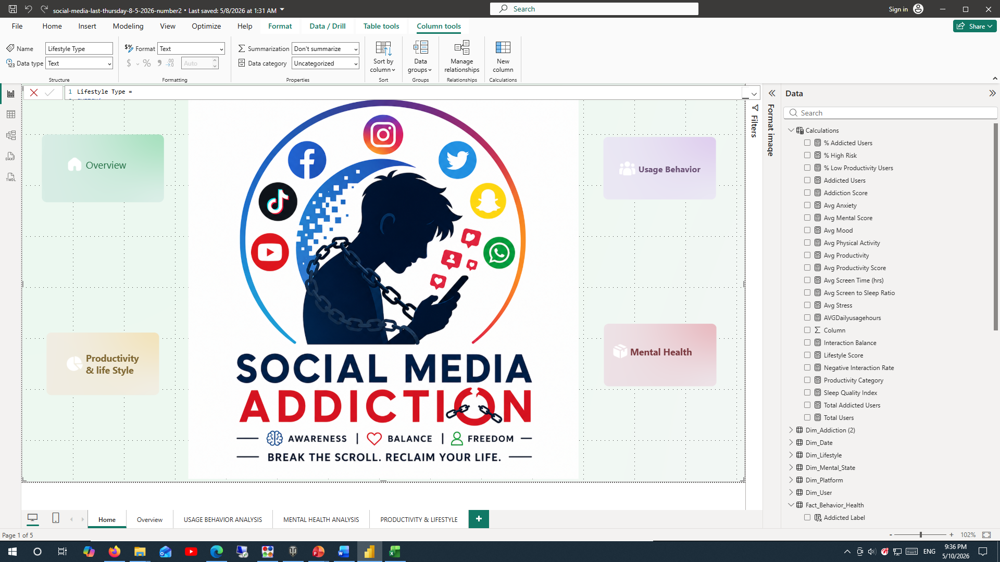 social-media-last-thursday-8-5-2026-number2 • Last saved: 5/8/2026 at 1:31 AM
Search
Sign in
File
Home
Insert
Modeling
View
Optimize
Help
Format
Data / Drill
Table tools
Column tools
Share
Name
Lifestyle Type
Data type
Text
Structure
Format
Text
$
%
Auto
Formatting
Summarization
Don't summarize
Data category
Uncategorized
Properties
Sort by
column
Sort
Data
groups
Groups
Manage
relationships
Relationships
New
column
Calculations
1 Lifestyle Type =
Overview
Productivity
& life Style
Usage Behavior
Mental Health
SOCIAL MEDIA
ADDICTION
AWARENESS | BALANCE | FREEDOM
BREAK THE SCROLL. RECLAIM YOUR LIFE.
Filters
Format image
Data
Search
Calculations
% Addicted Users
% High Risk
% Low Productivity Users
Addicted Users
Addiction Score
Avg Anxiety
Avg Mental Score
Avg Mood
Avg Physical Activity
Avg Productivity
Avg Productivity Score
Avg Screen Time (hrs)
Avg Screen to Sleep Ratio
Avg Stress
AVGDailyusagehours
Column
Interaction Balance
Lifestyle Score
Negative Interaction Rate
Productivity Category
Sleep Quality Index
Total Addicted Users
Total Users
Dim_Addiction (2)
Dim_Date
Dim_Lifestyle
Dim_Mental_State
Dim_Platform
Dim_User
Fact_Behavior_Health
Addicted Label
Home
Overview
USAGE BEHAVIOR ANALYSIS
MENTAL HEALTH ANALYSIS
PRODUCTIVITY & LIFESTYLE
Page 1 of 5
- + 102%
ENG
9:36 PM
5/10/2026